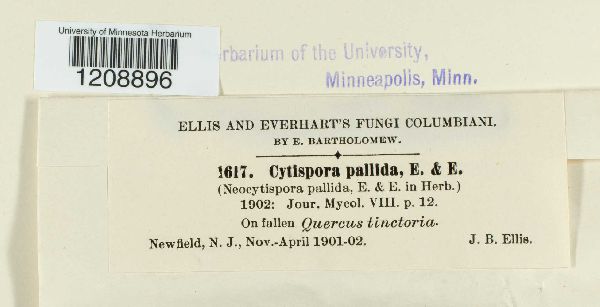 University of Minnesota Herbarium
1208896
erbarium of the University,
Minneapolis, Minn.
ELLIS AND EVERHART'S FUNGI COLUMBIANI.
BY E. BARTHOLOMEW.
1617. Cytispora pallida, E. & E.
(Neocytispora pallida, E. & E. in Herb.)
1902: Jour. Mycol. VIII. p. 12.
On fallen Quercus tinctoria.
Newfield, N. J., Nov.-April 1901-02. J. B. Ellis.